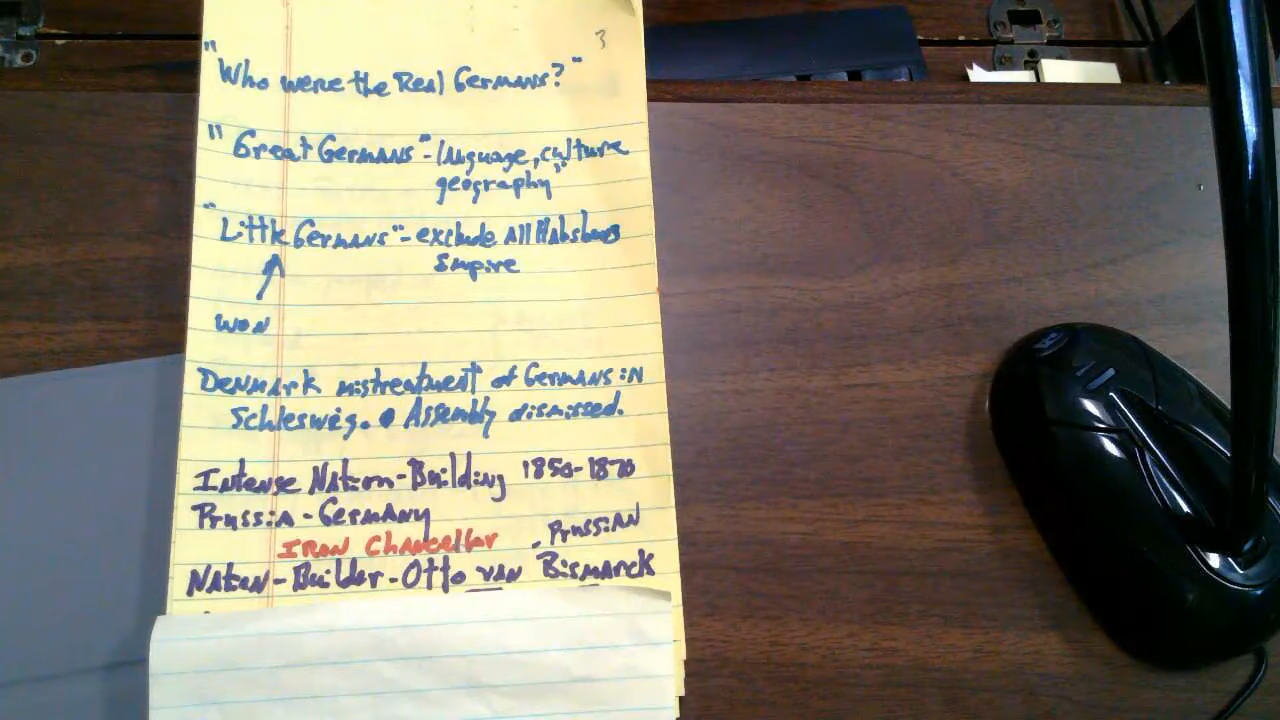 3
"Who were the Real Germans?"
"Great Germans" - language, culture
geography"
"Little Germans" - exclude All Habsburg
Empire
WON
Denmark mistreatment of Germans in
Schleswig. Assembly dismissed.
Intense Nation-Building 1850-1870
Prussia - Germany
Iron Chancellor . Prussian
Nation-Builder - Otto van Bismarck